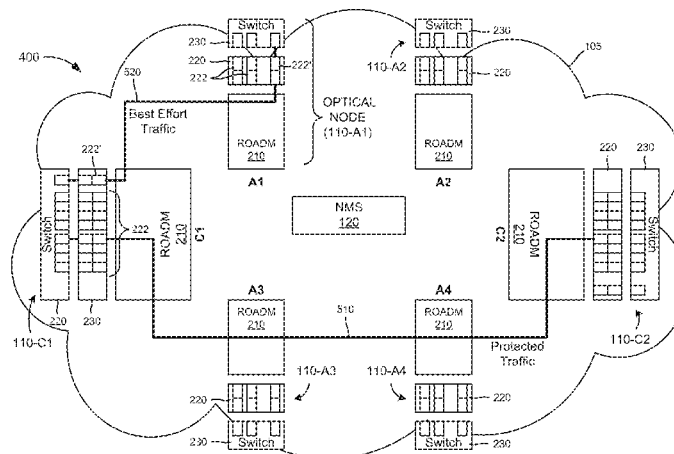 Switch
230
220
222
222'
400
520
Best Effort
Traffic
ROADM
210
A1
OPTICAL
NODE
(110-A1)
Switch
230
110-A2
220
105
ROADM
210
A2
222'
220
230
Switch
222
ROADM
210
C1
NMS
120
C2
ROADM
210
220
230
Switch
A3
A4
ROADM
210
510
ROADM
210
Protected
Traffic
110-C1
220
230
110-C2
110-A3
110-A4
220
220
230
Switch
Switch
230